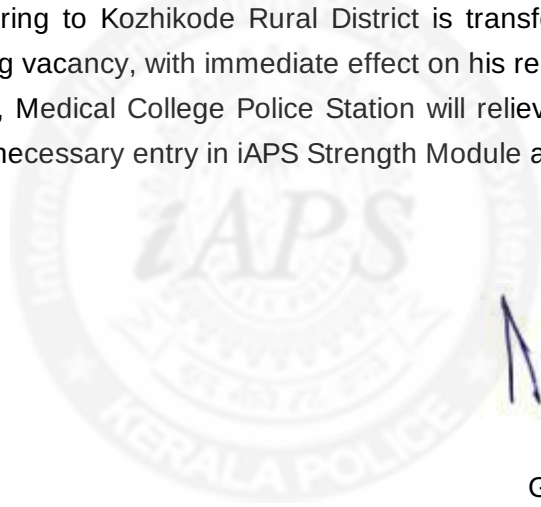 ring to Kozhikode Rural District is transf
g vacancy, with immediate effect on his re
, Medical College Police Station will reliev
necessary entry in iAPS Strength Module a
iAPS
KERALA POLICE
G